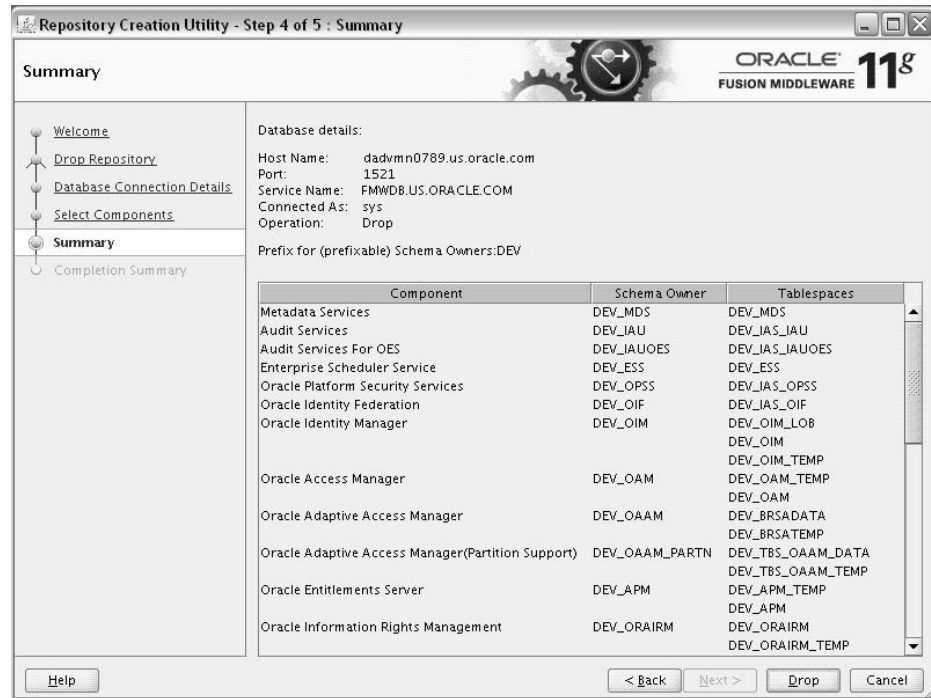 Repository Creation Utility - Step 4 of 5 : Summary
Summary
ORACLE
FUSION MIDDLEWARE 11g
Welcome
Drop Repository
Database Connection Details
Select Components
Summary
Completion Summary
Database details:
Host Name: dadvmn0789.us.oracle.com
Port: 1521
Service Name: FMWDB.US.ORACLE.COM
Connected As: sys
Operation: Drop
Prefix for (prefixable) Schema Owners:DEV
Component Schema Owner Tablespaces
Metadata Services DEV_MDS DEV_MDS
Audit Services DEV_IAU DEV_IAS_IAU
Audit Services For OES DEV_IAUOES DEV_IAS_IAUOES
Enterprise Scheduler Service DEV_ESS DEV_ESS
Oracle Platform Security Services DEV_OPSS DEV_IAS_OPSS
Oracle Identity Federation DEV_OIF DEV_IAS_OIF
Oracle Identity Manager DEV_OIM DEV_OIM_LOB
DEV_OIM
DEV_OIM_TEMP
Oracle Access Manager DEV_OAM DEV_OAM_TEMP
DEV_OAM
Oracle Adaptive Access Manager DEV_OAAM DEV_BRSADATA
DEV_BRSATEMP
Oracle Adaptive Access Manager(Partition Support) DEV_OAAM_PARTN DEV_TBS_OAAM_DATA
DEV_TBS_OAAM_TEMP
Oracle Entitlements Server DEV_APM DEV_APM_TEMP
DEV_APM
Oracle Information Rights Management DEV_ORAIRM DEV_ORAIRM
DEV_ORAIRM_TEMP
Help < Back Next > Drop Cancel